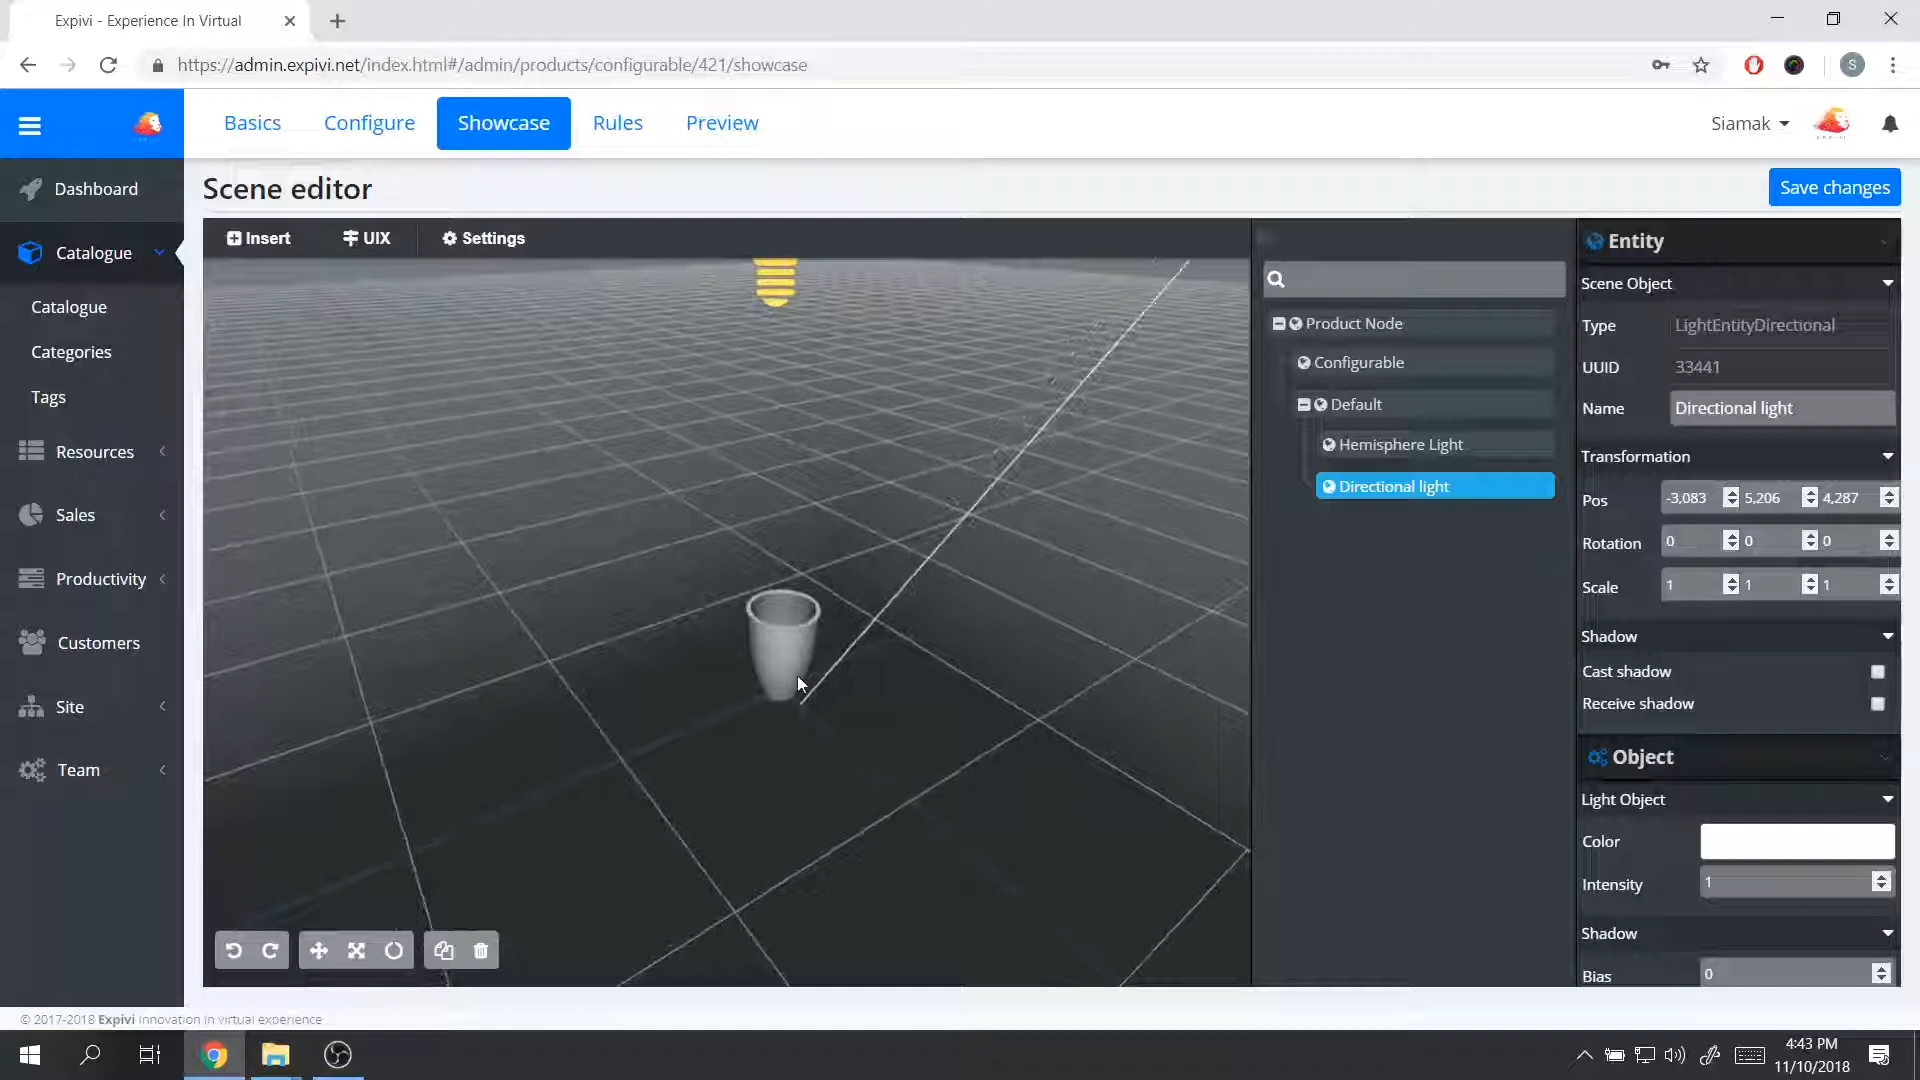 Expivi - Experience In Virtual
https://admin.expivi.net/index.html#/admin/products/configurable/421/showcase
S
Basics
Configure
Showcase
Rules
Preview
Siamak
Dashboard
Scene editor
Save changes
Insert
UIX
Settings
Catalogue
Catalogue
Categories
Tags
Resources
Sales
Productivity
Customers
Site
Team
Product Node
Configurable
Default
Hemisphere Light
Directional light
Entity
Scene Object
Type LightEntityDirectional
UUID 33441
Name Directional light
Transformation
Pos -3,083 5,206 4,287
Rotation 0 0 0
Scale 1 1 1
Shadow
Cast shadow
Receive shadow
Object
Light Object
Color
Intensity 1
Shadow
Bias 0
© 2017-2018 Expivi innovation in virtual experience
4:43 PM
11/10/2018